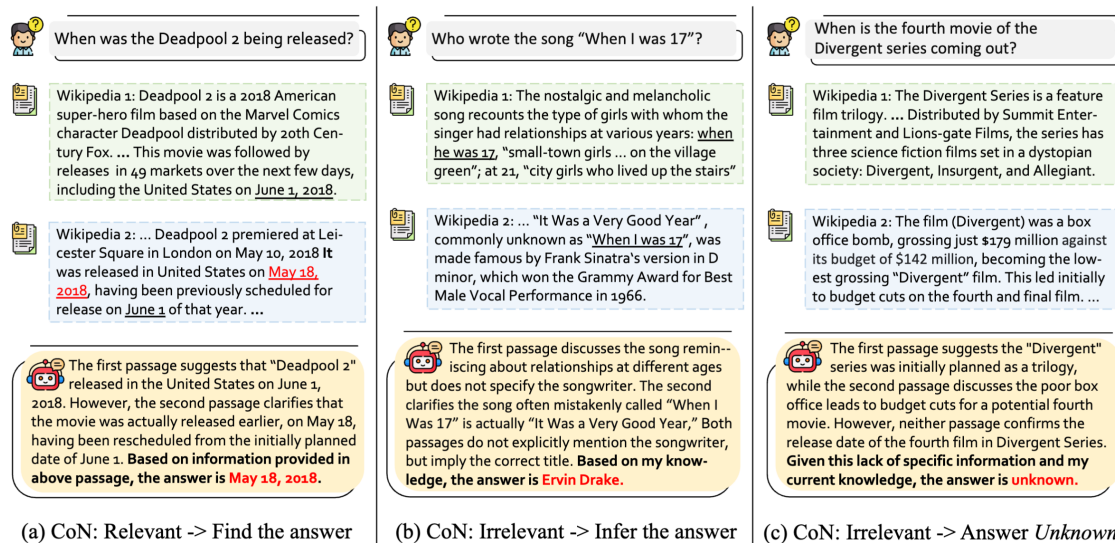 When was the Deadpool 2 being released?
Wikipedia 1: Deadpool 2 is a 2018 American
super-hero film based on the Marvel Comics
character Deadpool distributed by 20th Cen-
tury Fox. ... This movie was followed by
releases in 49 markets over the next few days,
including the United States on June 1, 2018.
Wikipedia 2: ... Deadpool 2 premiered at Lei-
cester Square in London on May 10, 2018 It
was released in United States on May 18,
2018, having been previously scheduled for
release on June 1 of that year. ...
The first passage suggests that “Deadpool 2"
released in the United States on June 1,
2018. However, the second passage clarifies that
the movie was actually released earlier, on May 18,
having been rescheduled from the initially planned
date of June 1. Based on information provided in
above passage, the answer is May 18, 2018.
(a) CoN: Relevant -> Find the answer
Who wrote the song “When I was 17”?
Wikipedia 1: The nostalgic and melancholic
song recounts the type of girls with whom the
singer had relationships at various years: when
he was 17, “small-town girls ... on the village
green”; at 21, “city girls who lived up the stairs”
Wikipedia 2: ... “It Was a Very Good Year” ,
commonly unknown as “When I was 17”, was
made famous by Frank Sinatra‘s version in D
minor, which won the Grammy Award for Best
Male Vocal Performance in 1966.
The first passage discusses the song remin--
iscing about relationships at different ages
but does not specify the songwriter. The second
clarifies the song often mistakenly called “When I
Was 17” is actually “It Was a Very Good Year,” Both
passages do not explicitly mention the songwriter,
but imply the correct title. Based on my know-
ledge, the answer is Ervin Drake.
(b) CoN: Irrelevant -> Infer the answer
When is the fourth movie of the
Divergent series coming out?
Wikipedia 1: The Divergent Series is a feature
film trilogy. ... Distributed by Summit Enter-
tainment and Lions-gate Films, the series has
three science fiction films set in a dystopian
society: Divergent, Insurgent, and Allegiant.
Wikipedia 2: The film (Divergent) was a box
office bomb, grossing just $179 million against
its budget of $142 million, becoming the low-
est grossing “Divergent” film. This led initially
to budget cuts on the fourth and final film. ...
The first passage suggests the "Divergent"
series was initially planned as a trilogy,
while the second passage discusses the poor box
office leads to budget cuts for a potential fourth
movie. However, neither passage confirms the
release date of the fourth film in Divergent Series.
Given this lack of specific information and my
current knowledge, the answer is unknown.
(c) CoN: Irrelevant -> Answer Unknown